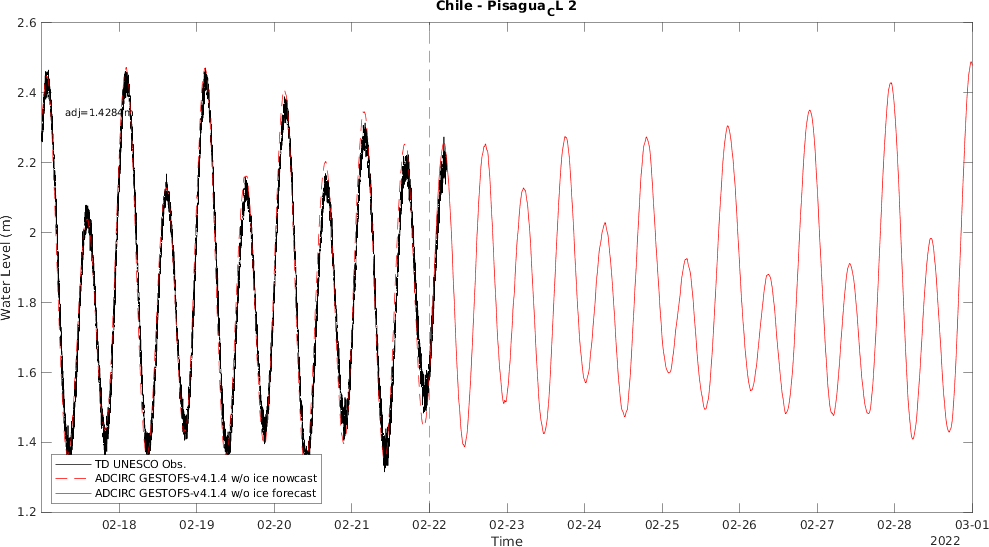 Chile - Pisagua_CL 2
2.6
2.4
adj=1.4284m
2.2
2
Water Level (m)
1.8
1.6
1.4
TD UNESCO Obs.
ADCIRC GESTOFS-v4.1.4 w/o ice nowcast
ADCIRC GESTOFS-v4.1.4 w/o ice forecast
1.2
02-18 02-19 02-20 02-21 02-22 02-23 02-24 02-25 02-26 02-27 02-28 03-01
Time
2022